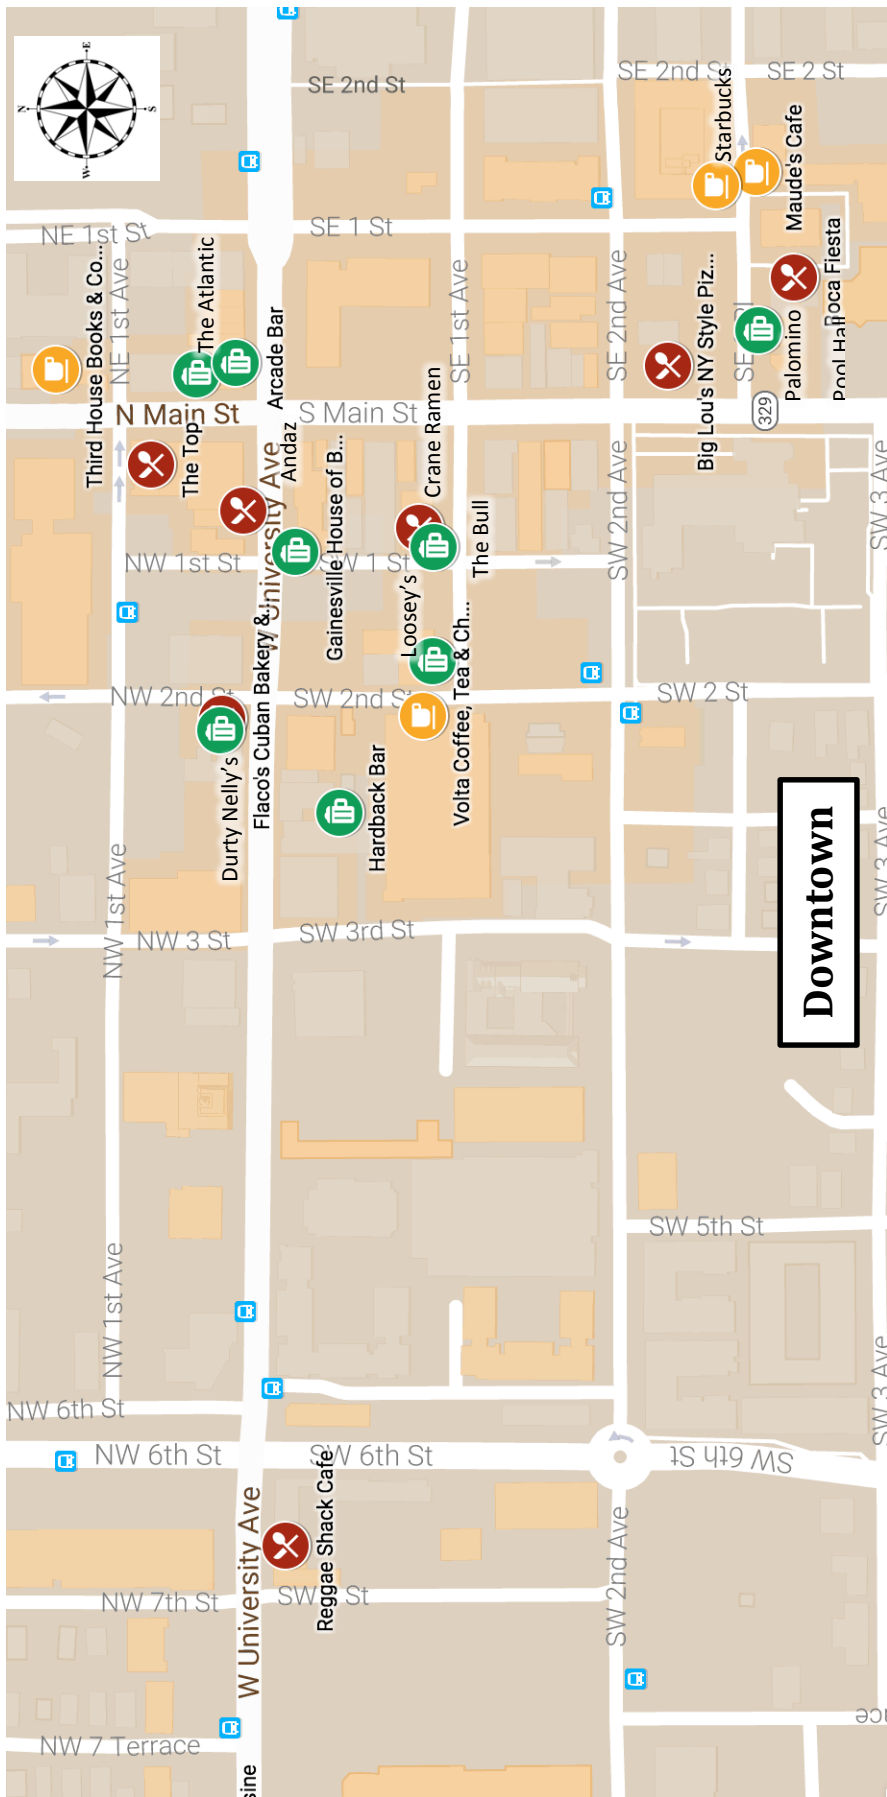 E
N
S
W
SE 2nd St
SE 2nd S
SE 2 St
Starbucks
Maude's Cafe
NE 1st St
SE 1 St
NE 1st Ave
Third House Books & Co...
The Atlantic
Arcade Bar
SE 1st Ave
SE 2nd Ave
Big Lou's NY Style Piz...
SE
Boca Fiesta
Palomino
Pool Hall
N Main St
S Main St
329
The Top
Andaz
W University Ave
Gainesville House of B...
Crane Ramen
The Bull
NW 1st St
SW 1 St
SW 2nd Ave
SW 3 Ave
Loosey's
NW 2nd St
SW 2nd St
SW 2 St
Durty Nelly's
Flaco's Cuban Bakery &
Hardback Bar
Volta Coffee, Tea & Ch...
Downtown
NW 1st Ave
NW 3 St
SW 3rd St
SW 3 Ave
SW 5th St
NW 1st Ave
SW 3 Ave
NW 6th St
NW 6th St
SW 6th St
SW 6th St
Reggae Shack Cafe
W University Ave
SW 2nd Ave
NW 7th St
SW St
NW 7 Terrace
sine